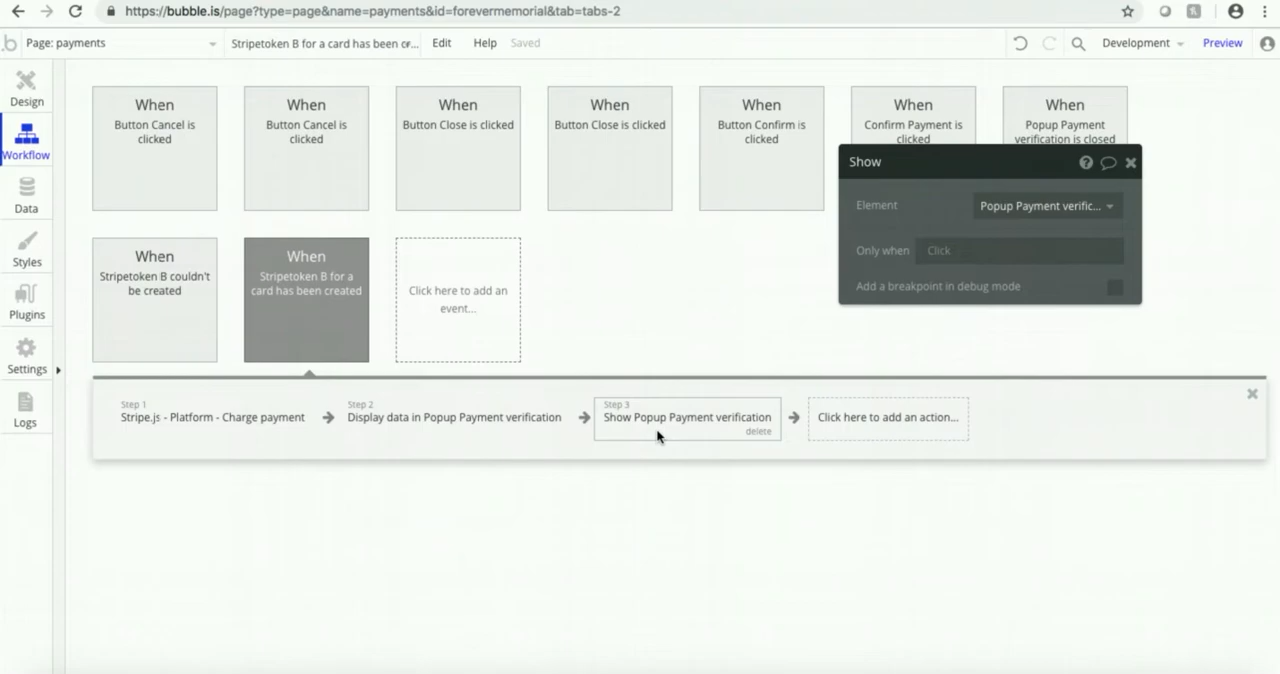 https://bubble.is/page?type=page&name=payments&id=forevermemorial&tab=tabs-2
Page: payments
Stripetoken B for a card has been cr...
Edit
Help
Saved
Development
Preview
Design
Workflow
Data
Styles
Plugins
Settings
Logs
When
Button Cancel is
clicked
When
Button Cancel is
clicked
When
Button Close is clicked
When
Button Close is clicked
When
Button Confirm is
clicked
When
Confirm Payment is
clicked
When
Popup Payment
verification is closed
Show
Element
Popup Payment verific...
Only when
Click
Add a breakpoint in debug mode
When
Stripetoken B couldn't
be created
When
Stripetoken B for a
card has been created
Click here to add an
event...
Step 1
Stripe.js - Platform - Charge payment
Step 2
Display data in Popup Payment verification
Step 3
Show Popup Payment verification
delete
Click here to add an action...